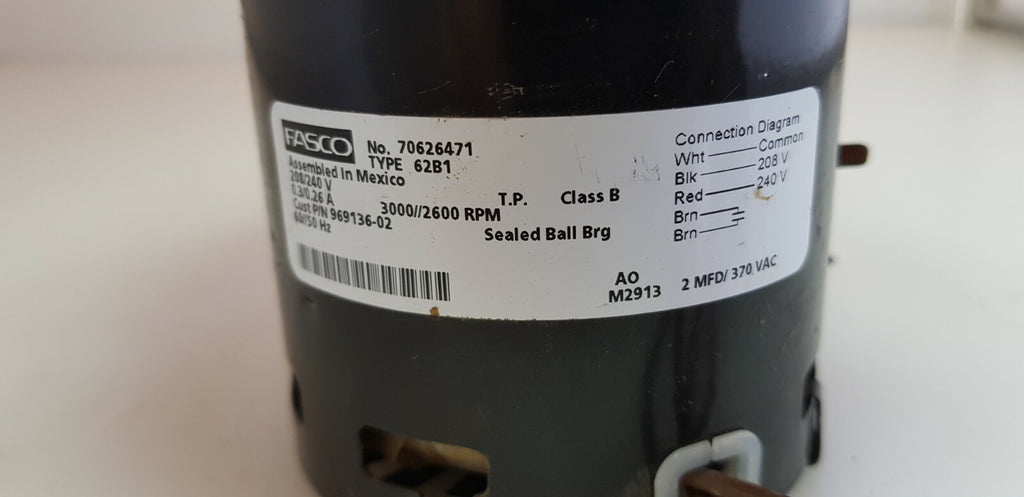 FASCO
No. 70626471
TYPE 62B1
Assembled In Mexico
208/240 V
0.3/0.26 A
3000//2600 RPM
Cust P/N 969136-02
60/50 Hz
T.P. Class B
Sealed Ball Brg
AO
M2913
Connection Diagram
Wht Common
Blk 208 V
Red 240 V
Brn
Brn
2 MFD/ 370 VAC